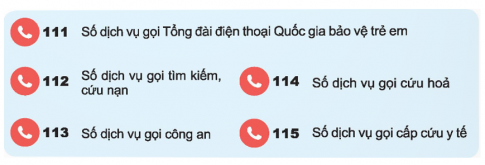 111 Số dịch vụ gọi Tổng đài điện thoại Quốc gia bảo vệ trẻ em
112 Số dịch vụ gọi tìm kiếm,
cứu nạn
114 Số dịch vụ gọi cứu hoả
113 Số dịch vụ gọi công an
115 Số dịch vụ gọi cấp cứu y tế